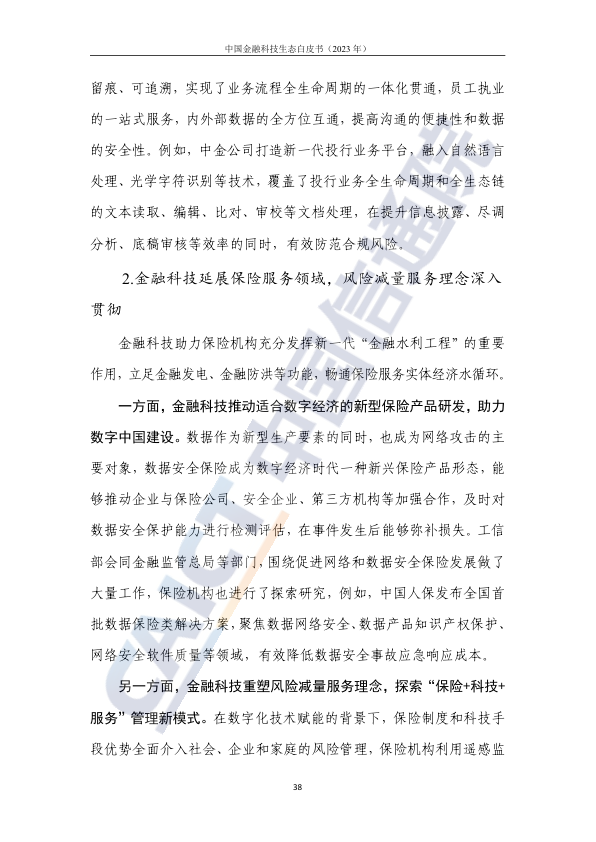 中国金融科技生态白皮书（2023 年）
留痕、可追溯，实现了业务流程全生命周期的一体化贯通，员工执业
的一站式服务，内外部数据的全方位互通，提高沟通的便捷性和数据
的安全性。例如，中金公司打造新一代投行业务平台，融入自然语言
处理、光学字符识别等技术，覆盖了投行业务全生命周期和全生态链
的文本读取、编辑、比对、审校等文档处理，在提升信息披露、尽调
分析、底稿审核等效率的同时，有效防范合规风险。
2.金融科技延展保险服务领域，风险减量服务理念深入
贯彻
金融科技助力保险机构充分发挥新一代“金融水利工程”的重要
作用，立足金融发电、金融防洪等功能，畅通保险服务实体经济水循环。
一方面，金融科技推动适合数字经济的新型保险产品研发，助力
数字中国建设。数据作为新型生产要素的同时，也成为网络攻击的主
要对象，数据安全保险成为数字经济时代一种新兴保险产品形态，能
够推动企业与保险公司、安全企业、第三方机构等加强合作，及时对
数据安全保护能力进行检测评估，在事件发生后能够弥补损失。工信
部会同金融监管总局等部门，围绕促进网络和数据安全保险发展做了
大量工作，保险机构也进行了探索研究，例如，中国人保发布全国首
批数据保险类解决方案，聚焦数据网络安全、数据产品知识产权保护、
网络安全软件质量等领域，有效降低数据安全事故应急响应成本。
另一方面，金融科技重塑风险减量服务理念，探索“保险+科技+
服务”管理新模式。在数字化技术赋能的背景下，保险制度和科技手
段优势全面介入社会、企业和家庭的风险管理，保险机构利用遥感监
38
CAICT 中国信通院